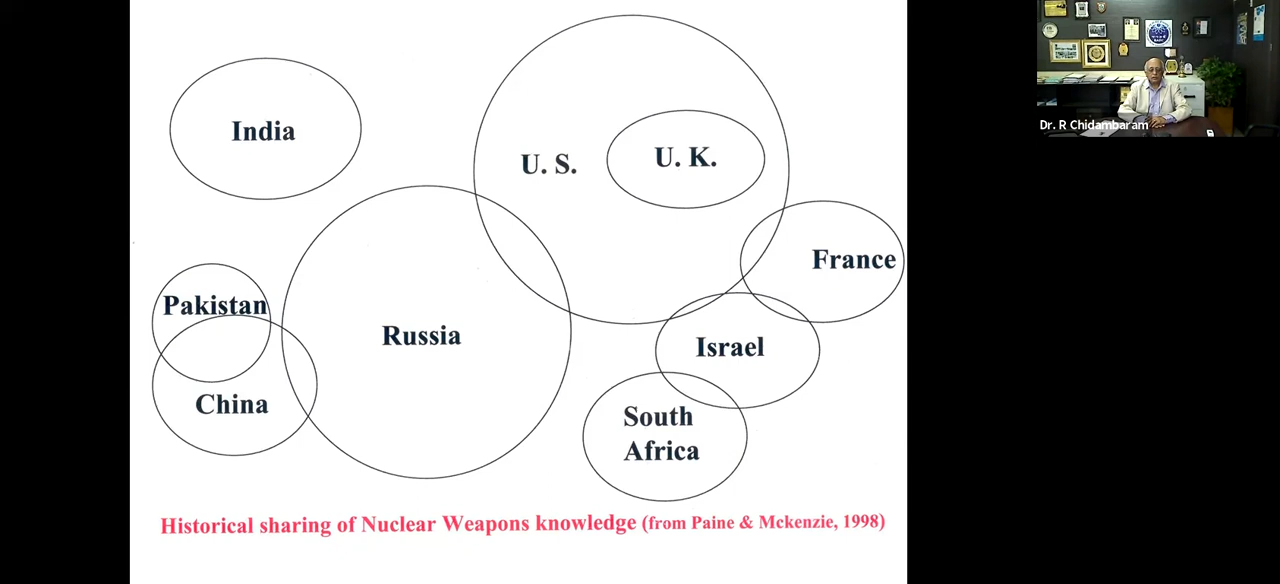 India
U. S.
U. K.
France
Pakistan
Russia
Israel
China
South
Africa
Historical sharing of Nuclear Weapons knowledge (from Paine & Mckenzie, 1998)
Dr. R Chidambaram